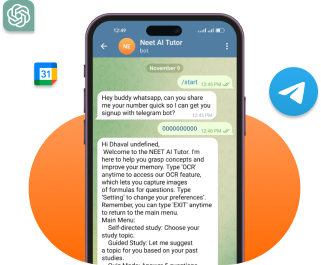 12:49
NE
Neet AI Tutor
bot
November 9
/start 12:45 PM
31
Hey buddy whatsapp, can you share
me your number quick so I can get you
signup with telegram bot?
12:45 PM
0000000000 12:46 PM
Hi Dhaval undefined,
Welcome to the NEET AI Tutor. I'm
here to help you grasp concepts and
improve your memory. Type 'OCR'
anytime to access our OCR feature,
which lets you capture images
of formulas for questions. Type
'Setting' to change your preferences'.
Remember, you can type 'EXIT' anytime
to return to the main menu.
Main Menu:
Self-directed study: Choose your
study topic.
Guided Study: Let me suggest
a topic for you based on your past
studies.